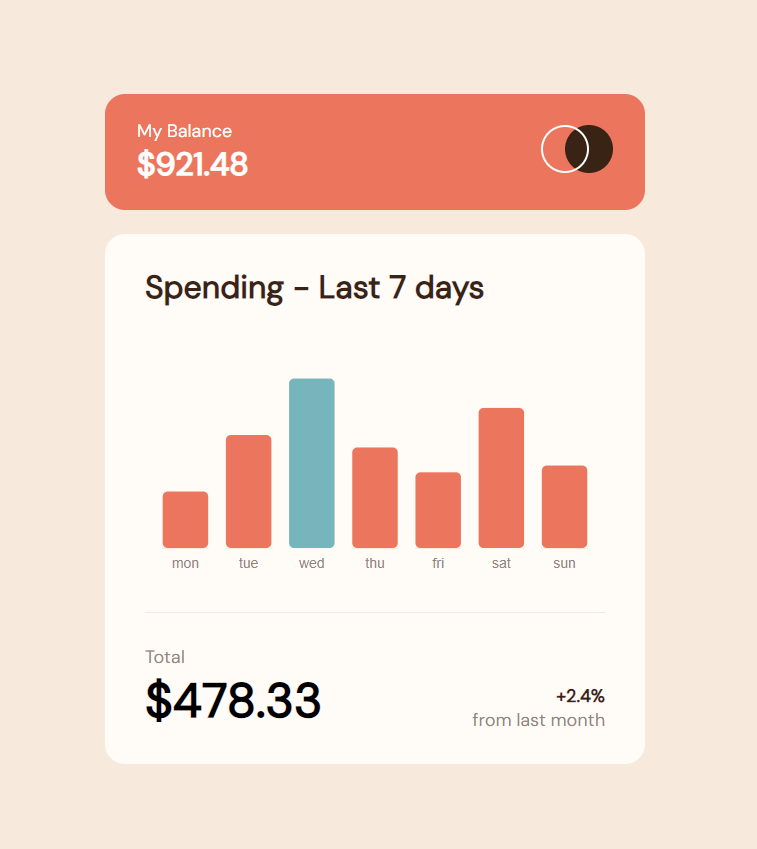 My Balance
$921.48
Spending - Last 7 days
mon tue wed thu fri sat sun
Total
$478.33
+2.4%
from last month